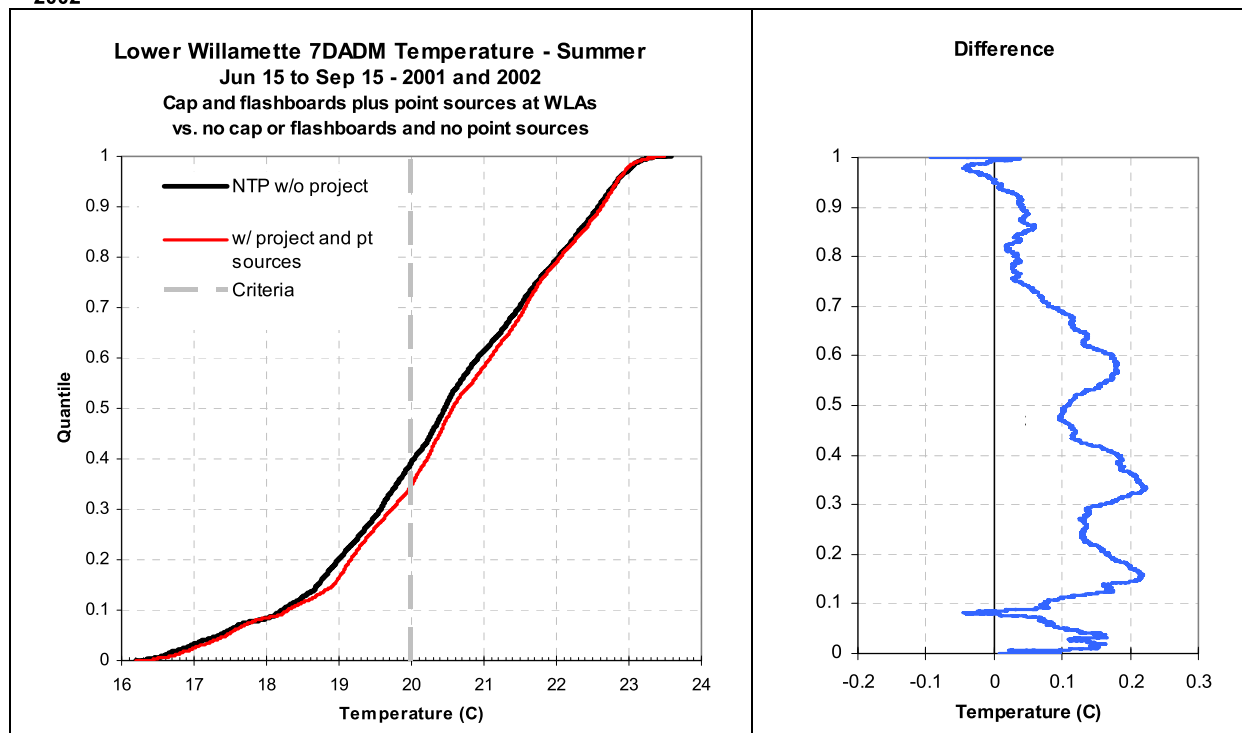 2002
Lower Willamette 7DADM Temperature - Summer
Jun 15 to Sep 15 - 2001 and 2002
Cap and flashboards plus point sources at WLAs
vs. no cap or flashboards and no point sources
1
0.9
0.8
0.7
0.6
0.5
0.4
0.3
0.2
0.1
0
Quantile
NTP w/o project
w/ project and pt
sources
Criteria
16 17 18 19 20 21 22 23 24
Temperature (C)
Difference
1
0.9
0.8
0.7
0.6
0.5
0.4
0.3
0.2
0.1
0
-0.2 -0.1 0 0.1 0.2 0.3
Temperature (C)